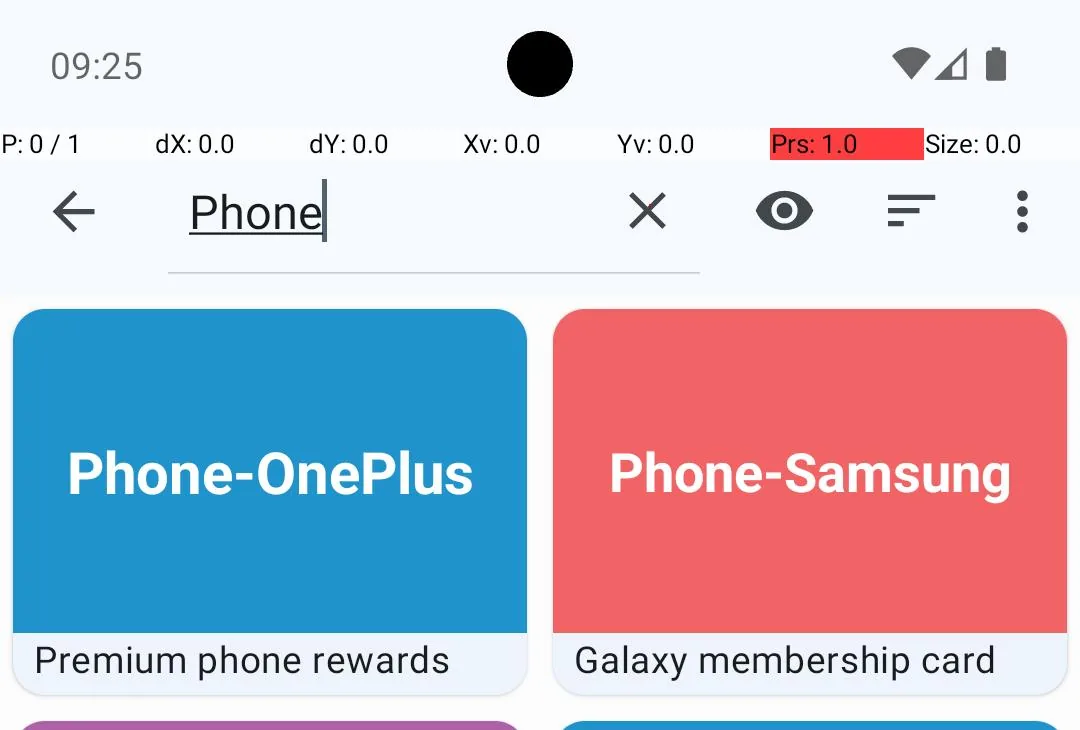 09:25
P: 0 / 1 dX: 0.0 dY: 0.0 Xv: 0.0 Yv: 0.0 Prs: 1.0 Size: 0.0
Phone
Phone-OnePlus
Premium phone rewards
Phone-Samsung
Galaxy membership card